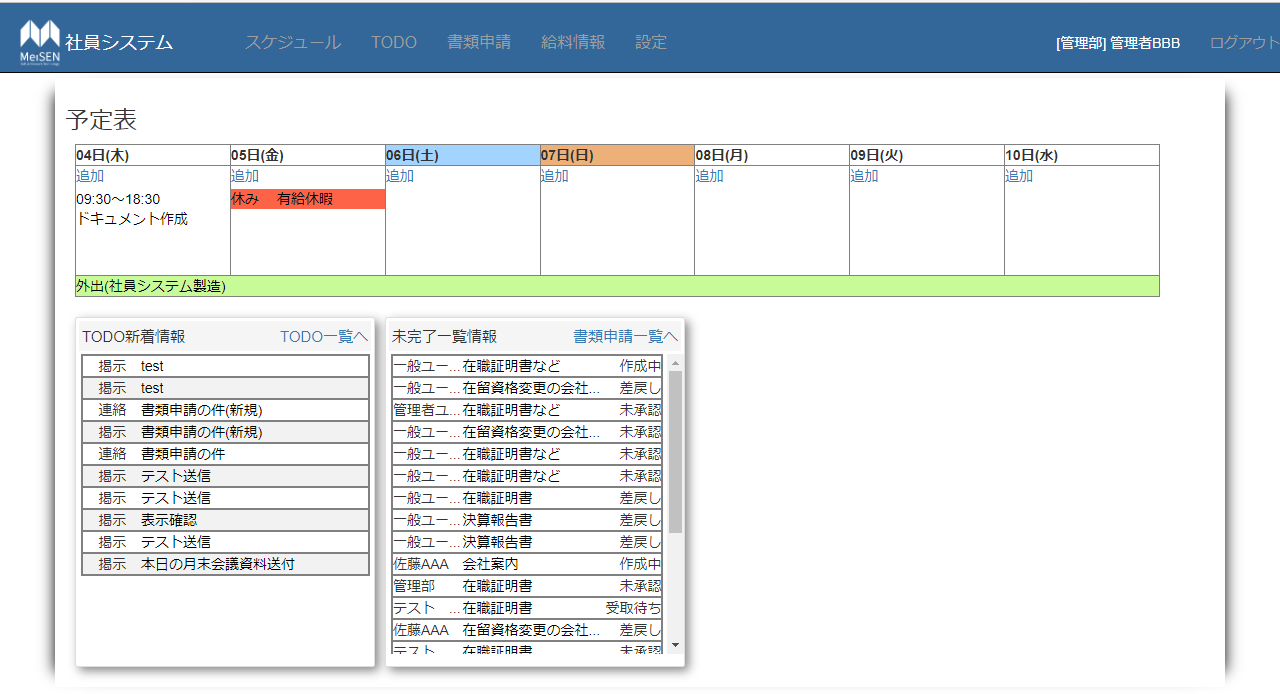 MeiSEN 社員システム スケジュール TODO 書類申請 給料情報 設定 [管理部] 管理者BBB ログアウト
予定表
04日(木) 05日(金) 06日(土) 07日(日) 08日(月) 09日(火) 10日(水)
追加 追加 追加 追加 追加 追加 追加
09:30～18:30 休み 有給休暇
ドキュメント作成
外出(社員システム製造)
TODO新着情報 TODO一覧へ
掲示 test
掲示 test
連絡 書類申請の件(新規)
掲示 書類申請の件(新規)
連絡 書類申請の件
掲示 テスト送信
掲示 テスト送信
掲示 表示確認
掲示 テスト送信
掲示 本日の月末会議資料送付
未完了一覧情報 書類申請一覧へ
一般ユー... 在職証明書など 作成中
一般ユー... 在留資格変更の会社... 差戻し
管理者ユ... 在職証明書など 未承認
一般ユー... 在留資格変更の会社... 未承認
一般ユー... 在職証明書など 未承認
一般ユー... 在職証明書など 未承認
一般ユー... 在職証明書 差戻し
一般ユー... 決算報告書 差戻し
一般ユー... 決算報告書 差戻し
佐藤AAA 会社案内 作成中
管理部 在職証明書 未承認
テスト ... 在職証明書 受取待ち
佐藤AAA 在留資格変更の会社... 差戻し
テスト 在職証明書 未承認